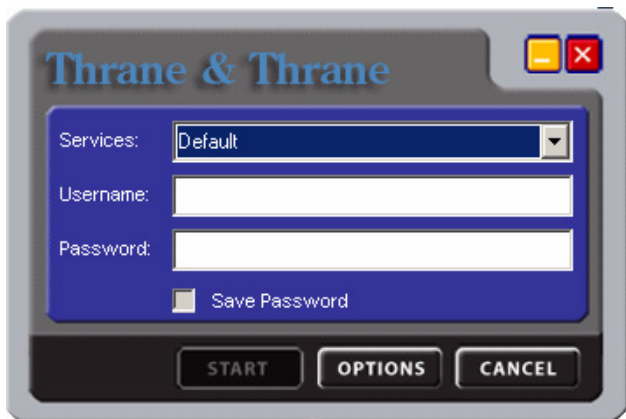 Thrane & Thrane
Services: Default
Username:
Password:
Save Password
START OPTIONS CANCEL